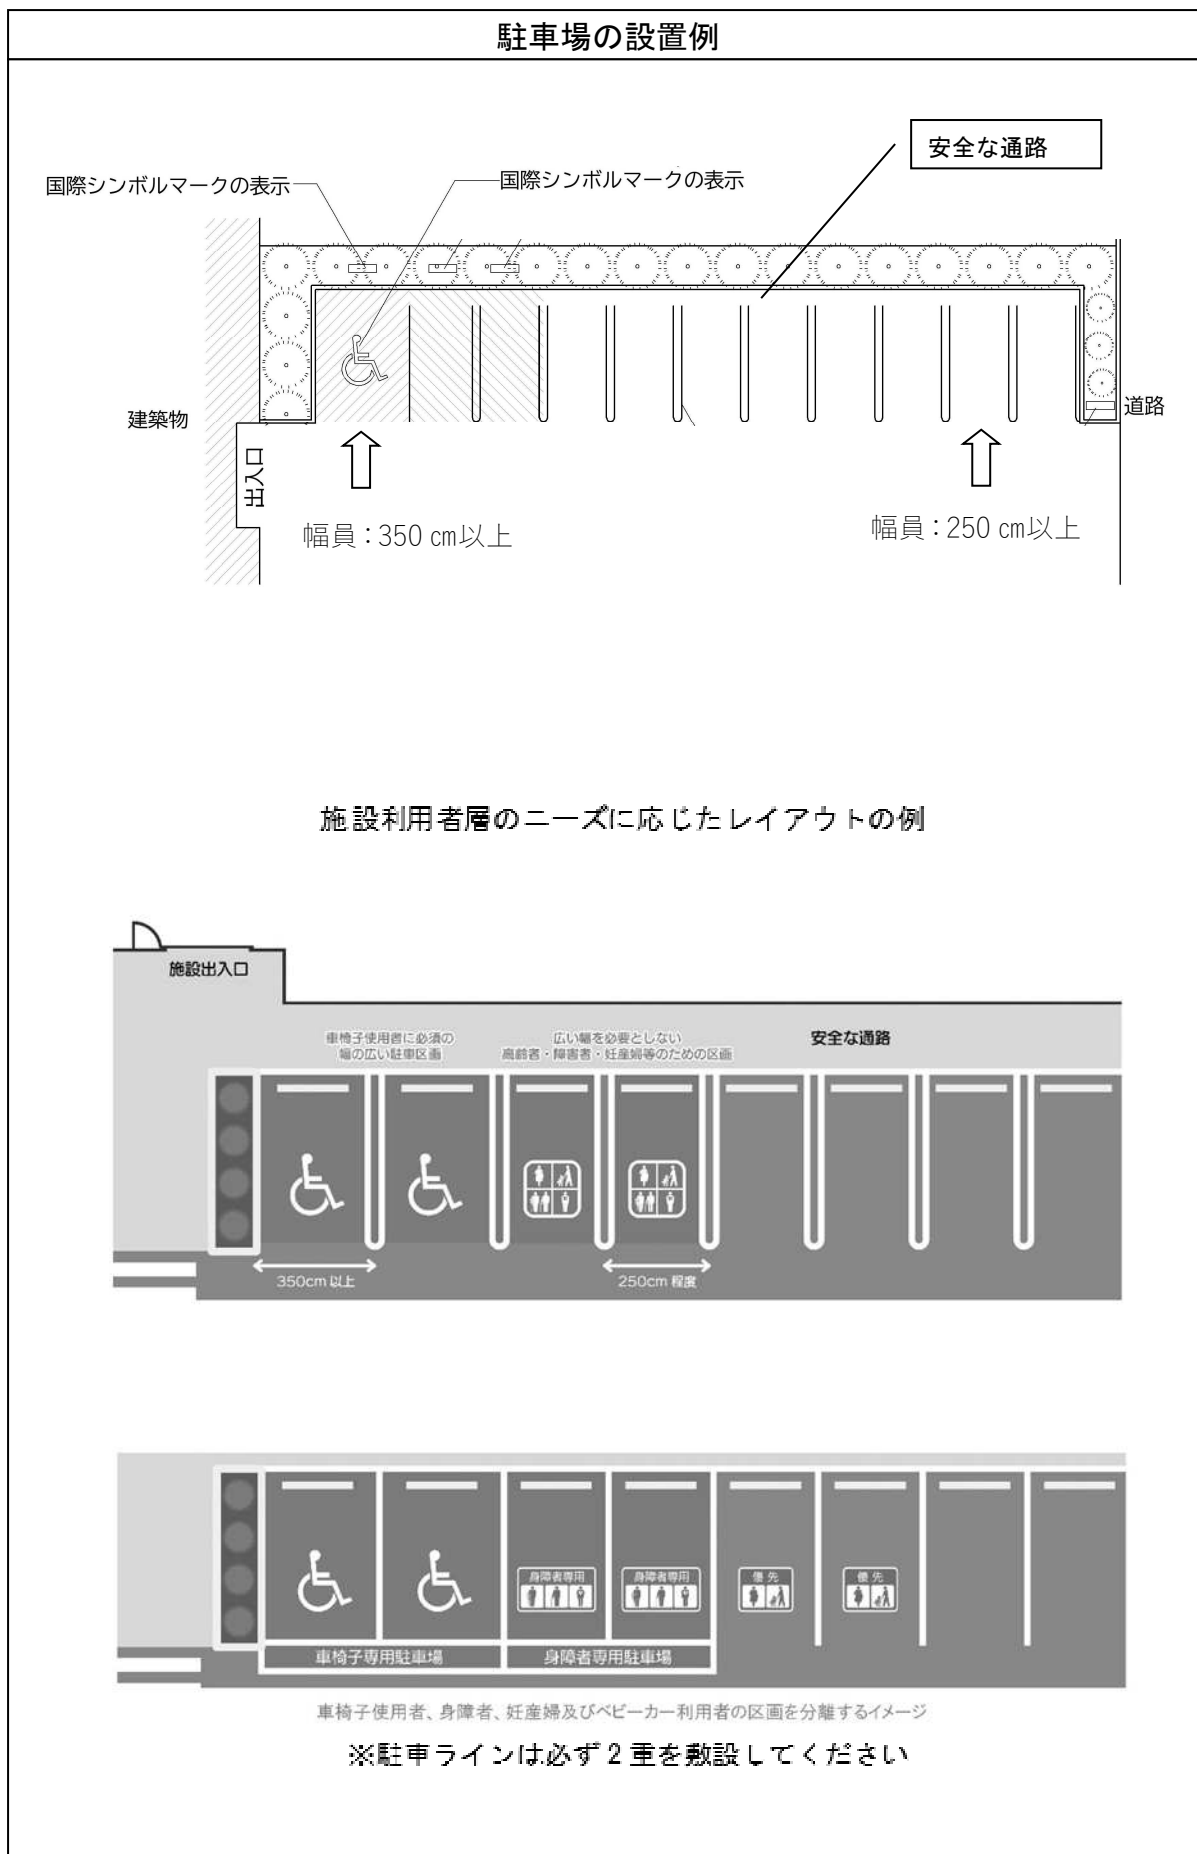 駐車場の設置例
安全な通路
国際シンボルマークの表示
国際シンボルマークの表示
建築物
道路
出入口
幅員：350 ㎝以上
幅員：250 ㎝以上
施設利用者層のニーズに応じたレイアウトの例
施設出入口
車椅子使用者に必須の
幅の広い駐車区画
広い幅を必要としない
高齢者・障害者・妊産婦等のための区画
安全な通路
350cm 以上
250cm 程度
身障者専用
身障者専用
優先
優先
車椅子専用駐車場
身障者専用駐車場
車椅子使用者、身障者、妊産婦及びベビーカー利用者の区画を分離するイメージ
※駐車ラインは必ず２重を敷設してください